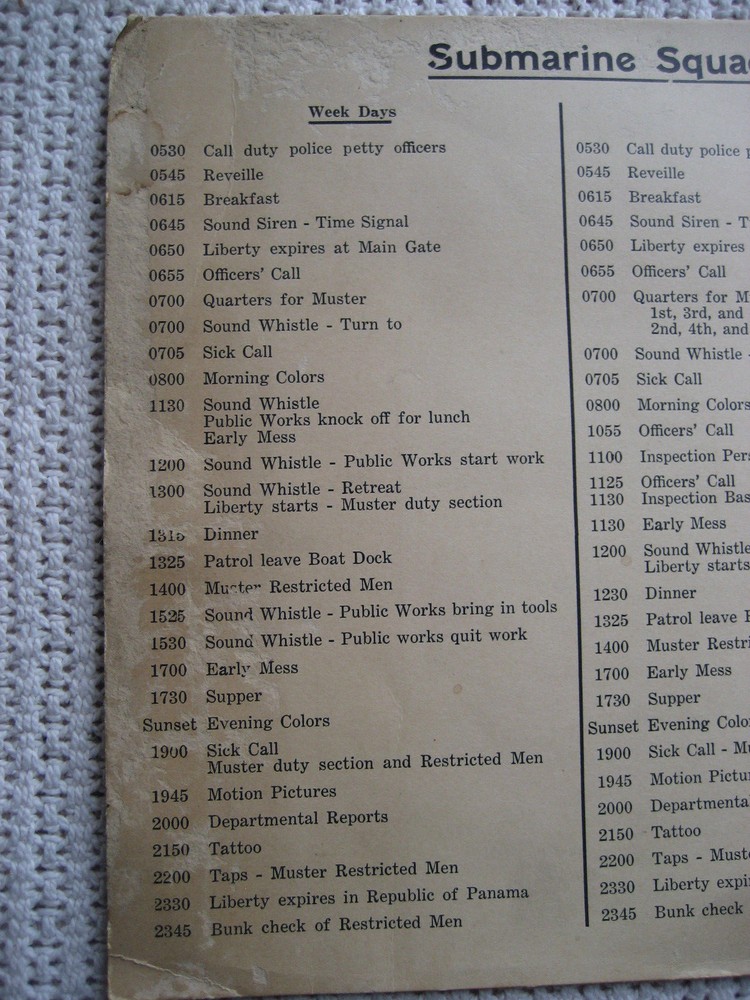 Submarine Squa
Week Days
0530 Call duty police petty officers
0545 Reveille
0615 Breakfast
0645 Sound Siren - Time Signal
0650 Liberty expires at Main Gate
0655 Officers' Call
0700 Quarters for Muster
0700 Sound Whistle - Turn to
0705 Sick Call
0800 Morning Colors
1130 Sound Whistle
Public Works knock off for lunch
Early Mess
1200 Sound Whistle - Public Works start work
1300 Sound Whistle - Retreat
Liberty starts - Muster duty section
1315 Dinner
1325 Patrol leave Boat Dock
1400 Muster Restricted Men
1525 Sound Whistle - Public Works bring in tools
1530 Sound Whistle - Public works quit work
1700 Early Mess
1730 Supper
Sunset Evening Colors
1900 Sick Call
Muster duty section and Restricted Men
1945 Motion Pictures
2000 Departmental Reports
2150 Tattoo
2200 Taps - Muster Restricted Men
2330 Liberty expires in Republic of Panama
2345 Bunk check of Restricted Men
0530 Call duty police p
0545 Reveille
0615 Breakfast
0645 Sound Siren - T
0650 Liberty expires
0655 Officers' Call
0700 Quarters for M
1st, 3rd, and
2nd, 4th, and
0700 Sound Whistle -
0705 Sick Call
0800 Morning Colors
1055 Officers' Call
1100 Inspection Pers
1125 Officers' Call
1130 Inspection Bas
1130 Early Mess
1200 Sound Whistle
Liberty starts
1230 Dinner
1325 Patrol leave B
1400 Muster Restri
1700 Early Mess
1730 Supper
Sunset Evening Colo
1900 Sick Call - Mu
1945 Motion Pictu
2000 Departmental
2150 Tattoo
2200 Taps - Must
2330 Liberty expi
2345 Bunk check